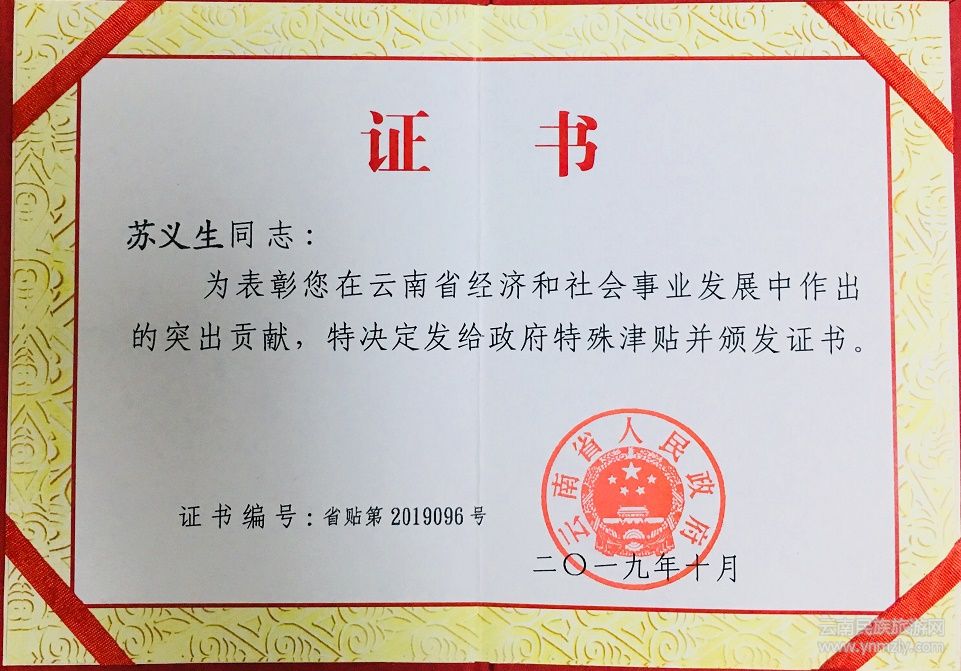 证 书
苏义生同志：
为表彰您在云南省经济和社会事业发展中作出
的突出贡献，特决定发给政府特殊津贴并颁发证书。
云南省人民政府
证书编号：省贴第2019096号
二〇一九年十月
云南民族旅游网
www.ynmzly.com